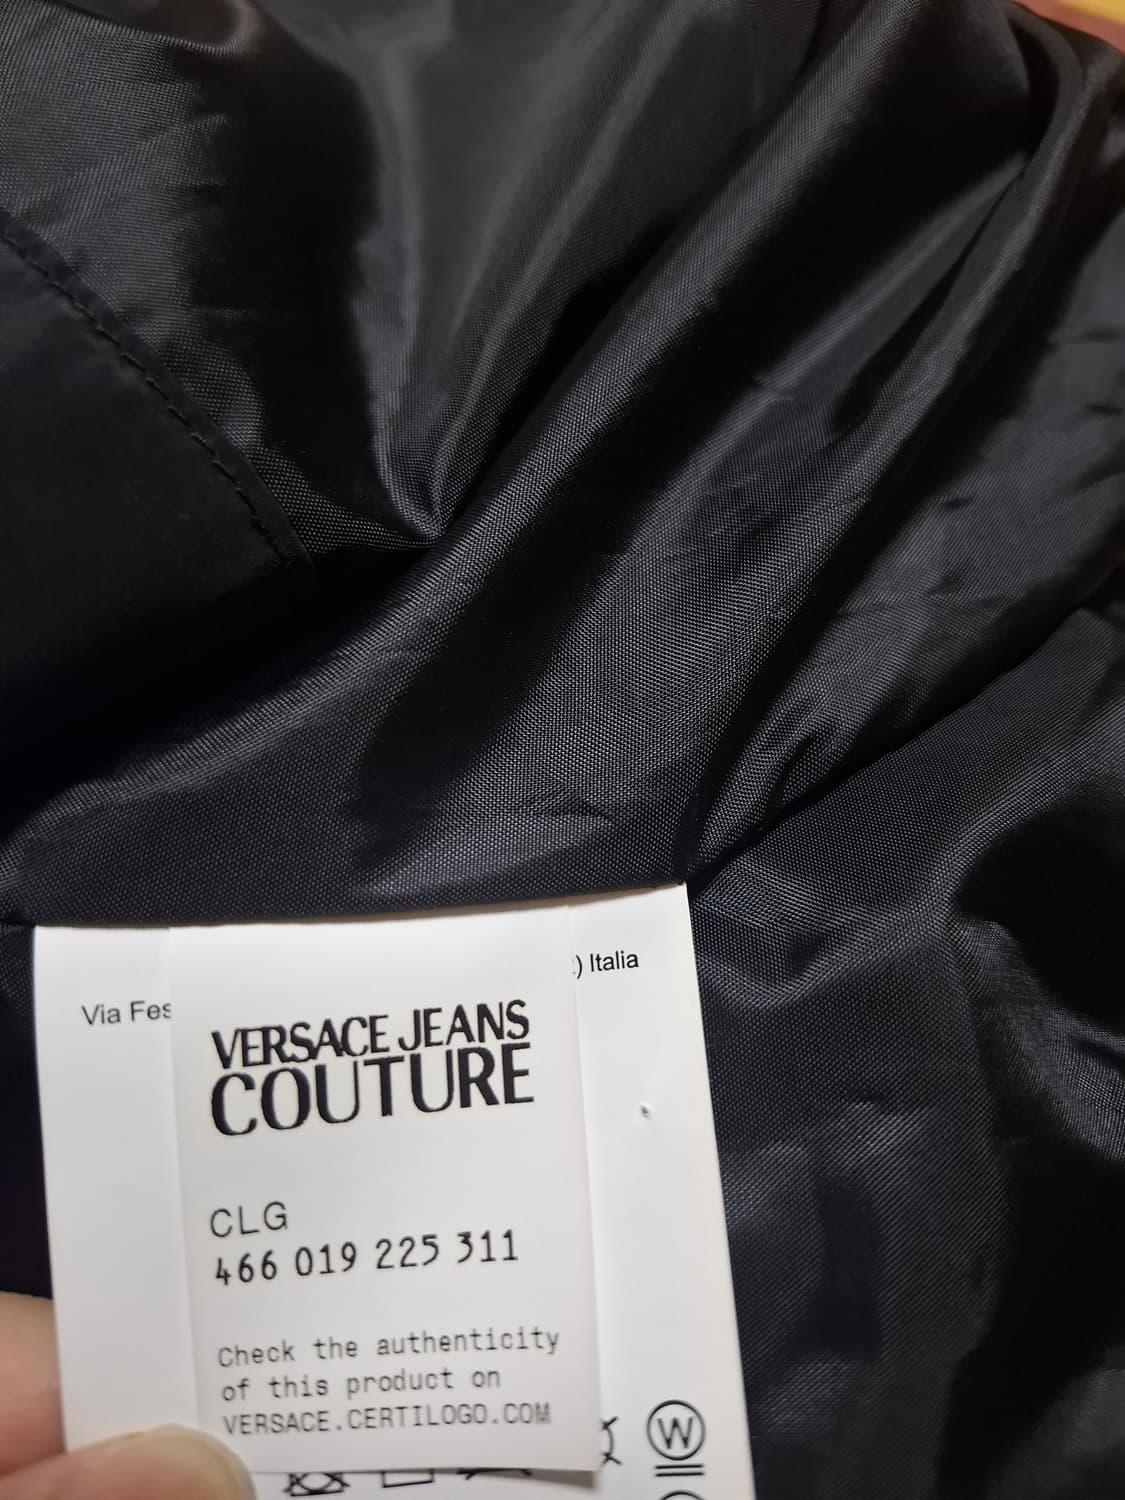 ) Italia
Via Fes
VERSACE JEANS
COUTURE
CLG
466 019 225 311
Check the authenticity
of this product on
VERSACE.CERTILOGO.COM
W